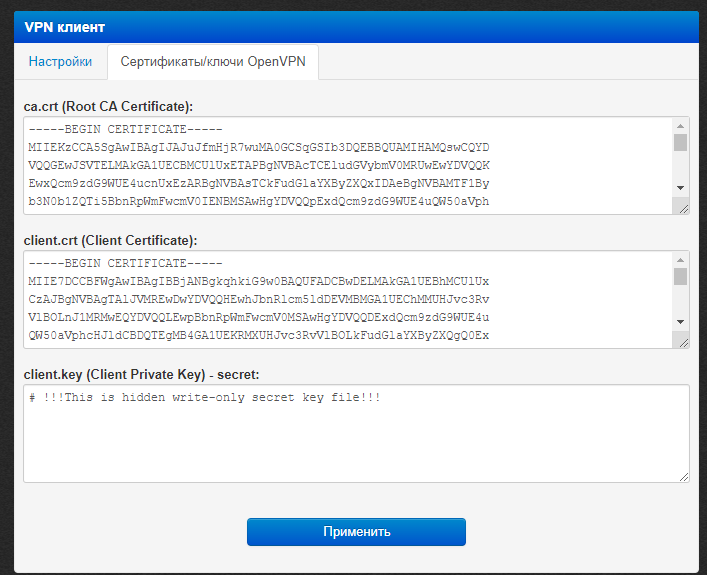 VPN клиент
Настройки
Сертификаты/ключи OpenVPN
ca.crt (Root CA Certificate):
-----BEGIN CERTIFICATE-----
MIIEKzCCA5SgAwIBAgIJAJuJfmHjR7wuMA0GCSqGSIb3DQEBBQUAMIHAMQswCQYD
VQQGEwJSVTELMAkGA1UECBMCUlUxETAPBgNVBAcTCEludGVybmV0MRUwEwYDVQQK
EwxQcm9zdG9WUE4ucnUxEzARBgNVBAsTCkFudGlaYXByZXQxIDAeBgNVBAMTF1By
b3N0b1ZQTi5BbnRpWmFwcmV0IENBMSAwHgYDVQQpExdQcm9zdG9WUE4uQW50aVph
client.crt (Client Certificate):
-----BEGIN CERTIFICATE-----
MIIE7DCCBFWgAwIBAgIBBjANBgkqhkiG9w0BAQUFADCBwDELMAkGA1UEBhMCUlUx
CzAJBgNVBAgTAlJVMREwDwYDVQQHEwhJbnRlcm5ldDEVMBMGA1UEChMMUHJvc3Rv
VlBOLnJ1MRMwEQYDVQQLEwpBbnRpWmFwcmV0MSAwHgYDVQQDExdQcm9zdG9WUE4u
QW50aVphcHJldCBDQTEgMB4GA1UEKRMXUHJvc3RvVlBOLkFudGlaYXByZXQgQ0Ex
client.key (Client Private Key) - secret:
# !!!This is hidden write-only secret key file!!!
Применить